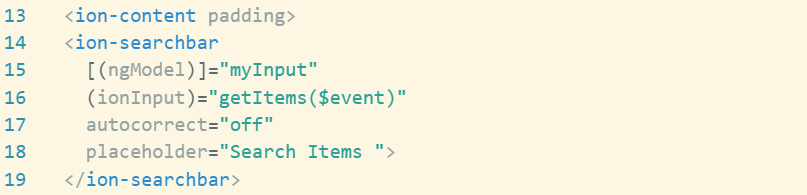 13 <ion-content padding>
14 <ion-searchbar
15 [(ngModel)]="myInput"
16 (ionInput)="getItems($event)"
17 autocorrect="off"
18 placeholder="Search Items ">
19 </ion-searchbar>